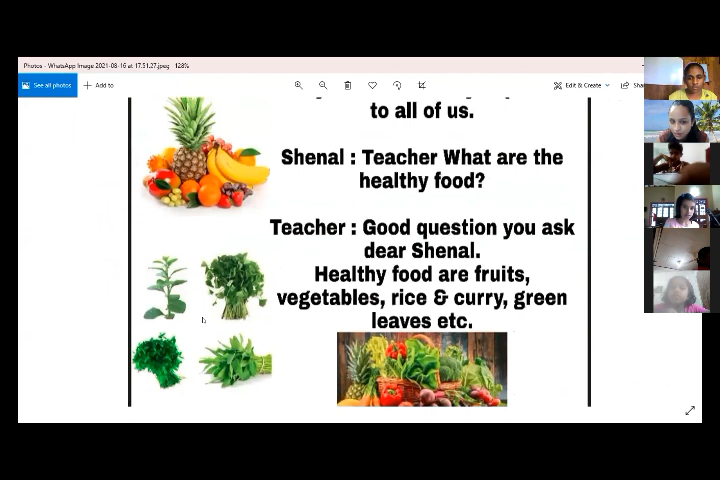 Photos - WhatsApp Image 2021-08-16 at 17.51.27.jpeg 128%
See all photos
Add to
Edit & Create
to all of us.
Shenal : Teacher What are the
healthy food?
Teacher : Good question you ask
dear Shenal.
Healthy food are fruits,
vegetables, rice & curry, green
leaves etc.